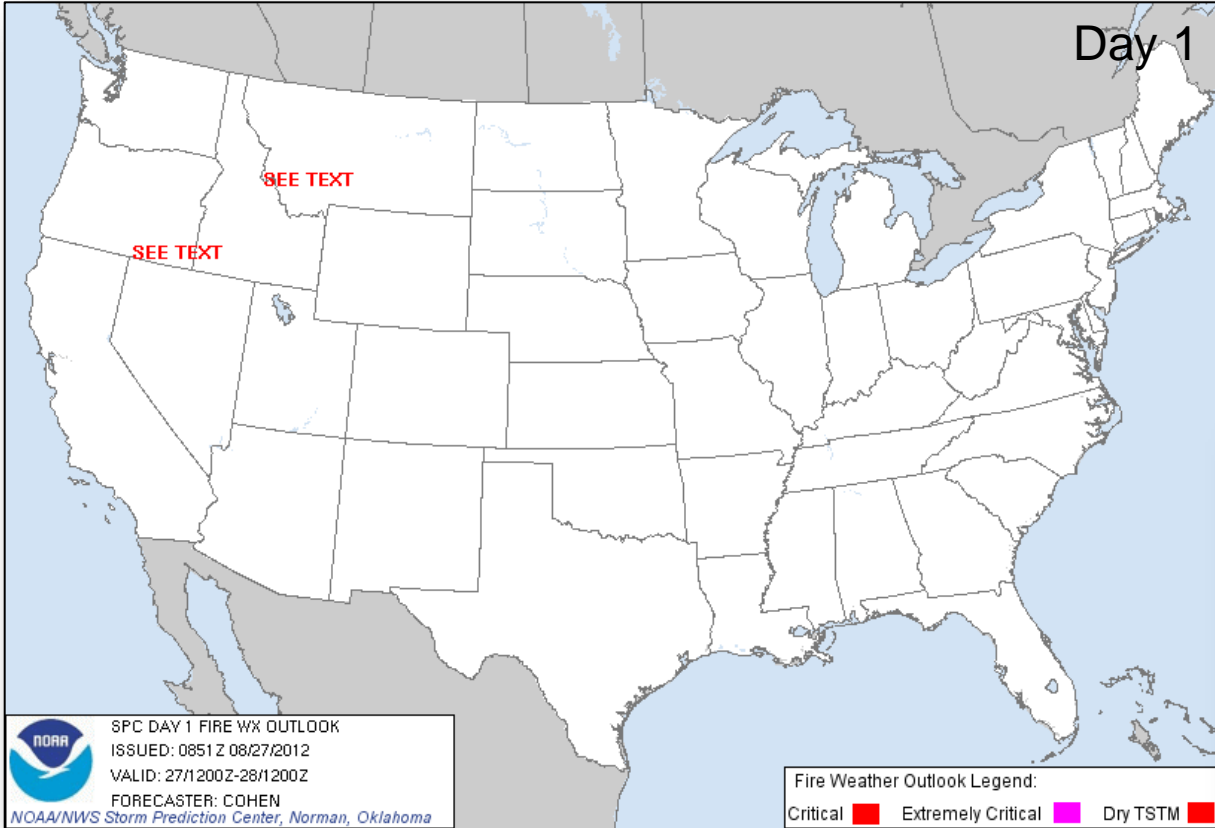 Day 1
SEE TEXT
SEE TEXT
NOAA
SPC DAY 1 FIRE WX OUTLOOK
ISSUED: 0851Z 08/27/2012
VALID: 27/1200Z-28/1200Z
FORECASTER: COHEN
NOAA/NWS Storm Prediction Center, Norman, Oklahoma
Fire Weather Outlook Legend:
Critical Extremely Critical Dry TSTM